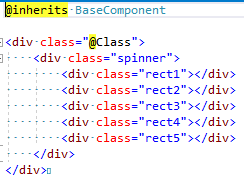 @inherits BaseComponent

<div class="@Class">
    <div class="spinner">
        <div class="rect1"></div>
        <div class="rect2"></div>
        <div class="rect3"></div>
        <div class="rect4"></div>
        <div class="rect5"></div>
    </div>
</div>